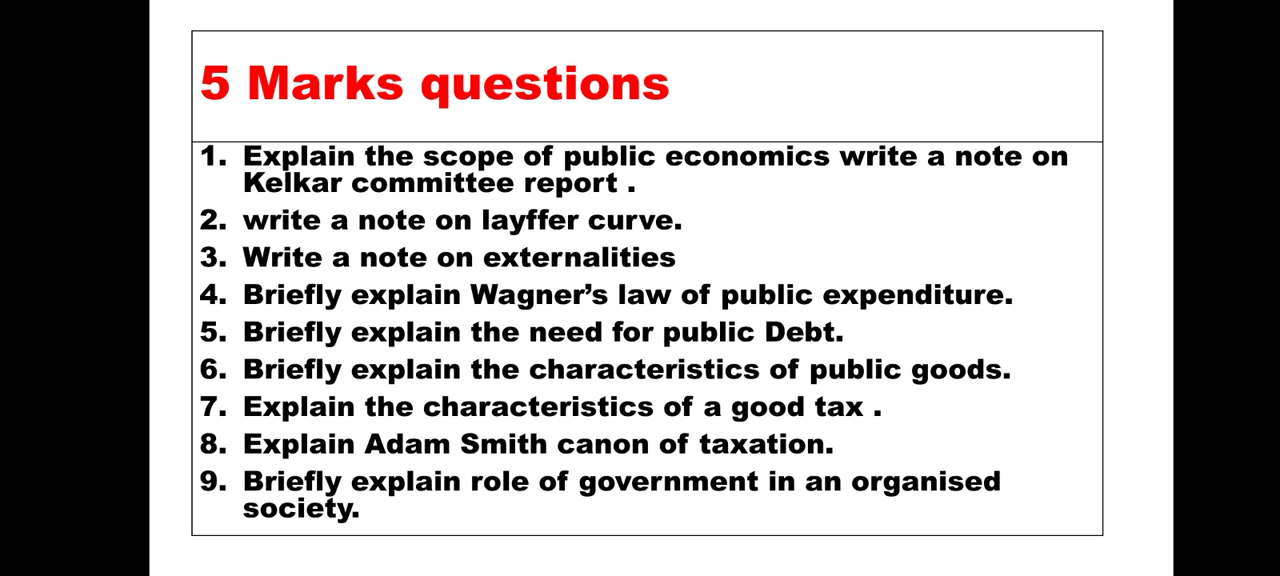 5 Marks questions
1. Explain the scope of public economics write a note on
Kelkar committee report .
2. write a note on layffer curve.
3. Write a note on externalities
4. Briefly explain Wagner’s law of public expenditure.
5. Briefly explain the need for public Debt.
6. Briefly explain the characteristics of public goods.
7. Explain the characteristics of a good tax .
8. Explain Adam Smith canon of taxation.
9. Briefly explain role of government in an organised
society.